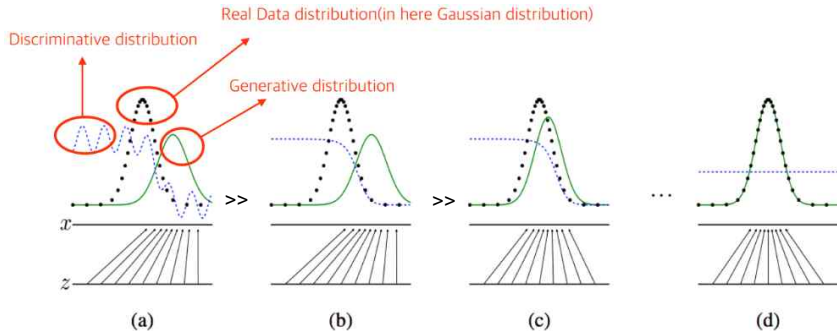 Real Data distribution(in here Gaussian distribution)
Discriminative distribution
Generative distribution
>>
>>
...
x
z
(a)
(b)
(c)
(d)